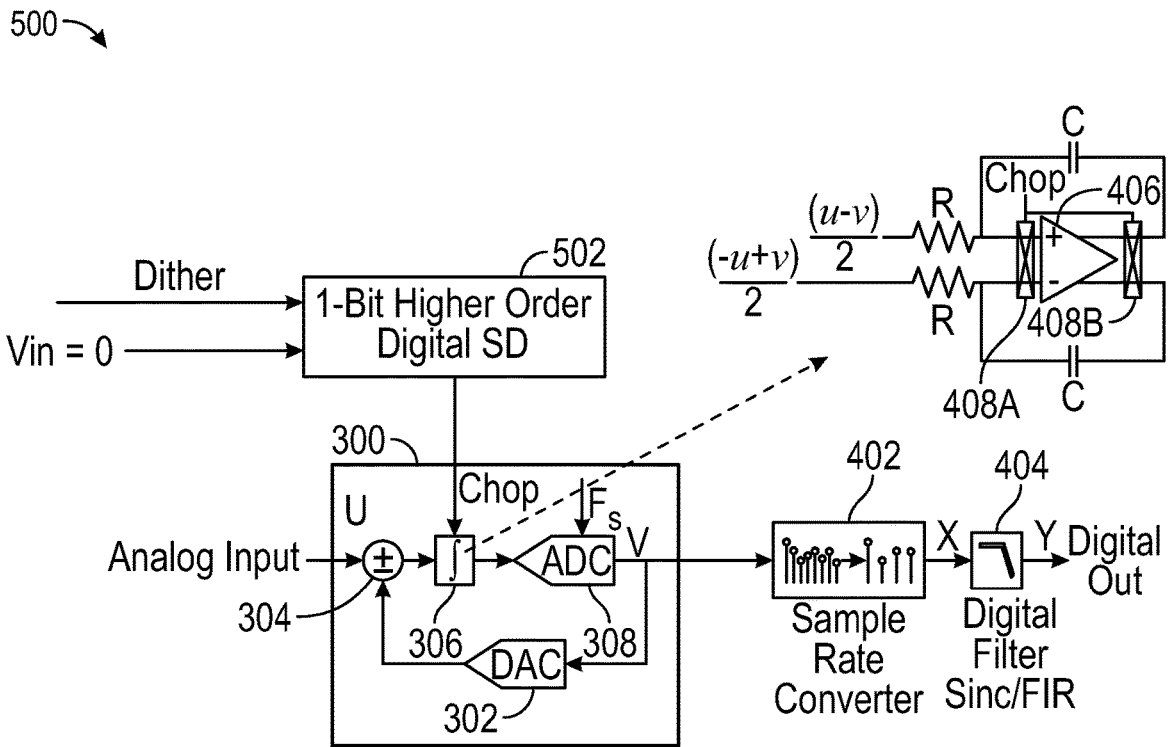 500
Dither
Vin = 0
502
1-Bit Higher Order
Digital SD
C
Chop
406
(u-v)
2
R
+
(-u+v)
2
R
-
408B
408A
C
300
U
Chop
F
s
V
Analog Input
±
304
∫
306
ADC
308
DAC
302
402
X
404
Y
Digital
Out
Sample
Rate
Converter
Digital
Filter
Sinc/FIR